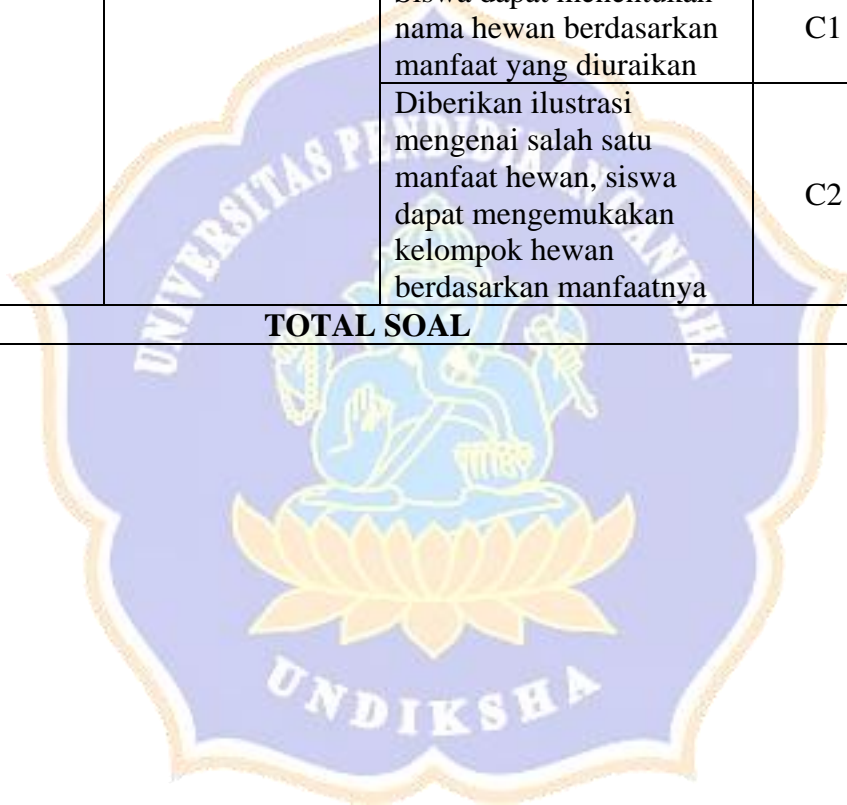 nama hewan berdasarkan
manfaat yang diuraikan
C1
Diberikan ilustrasi
mengenai salah satu
manfaat hewan, siswa
dapat mengemukakan
kelompok hewan
berdasarkan manfaatnya
C2
TOTAL SOAL
UNIVERSITAS PENDIDIKAN GANESHA
UNDIKSHA